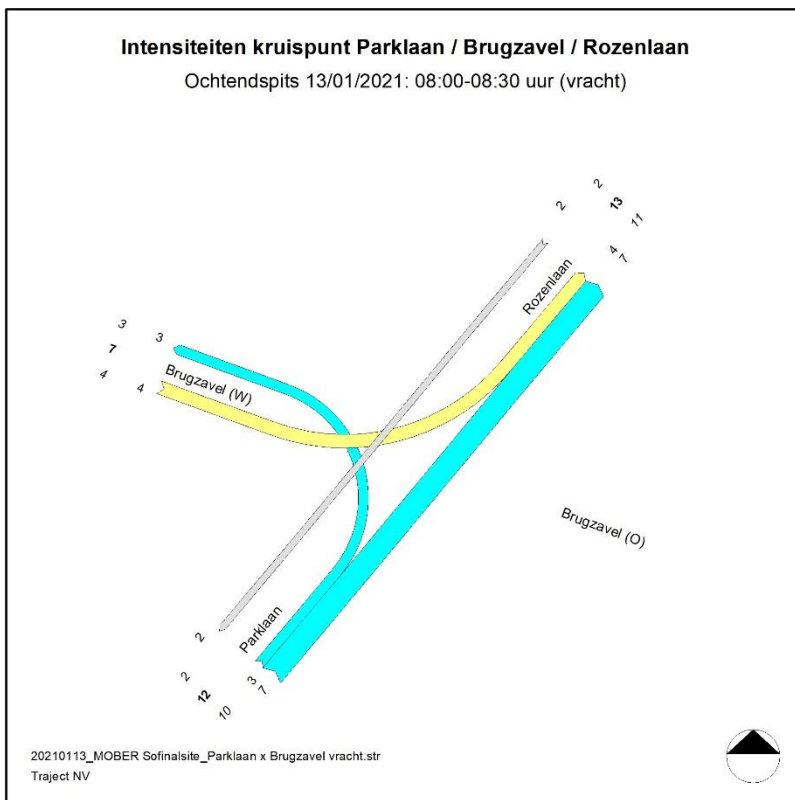 Intensiteiten kruispunt Parklaan / Brugzavel / Rozenlaan
Ochtendspits 13/01/2021: 08:00-08:30 uur (vracht)
2
2
13
11
4
7
Rozenlaan
3
3
7
4
4
Brugzavel (W)
Brugzavel (O)
Parklaan
2
2
12
10
3
7
20210113_MOBER Sofinalsite_Parklaan x Brugzavel vracht.str
Traject NV